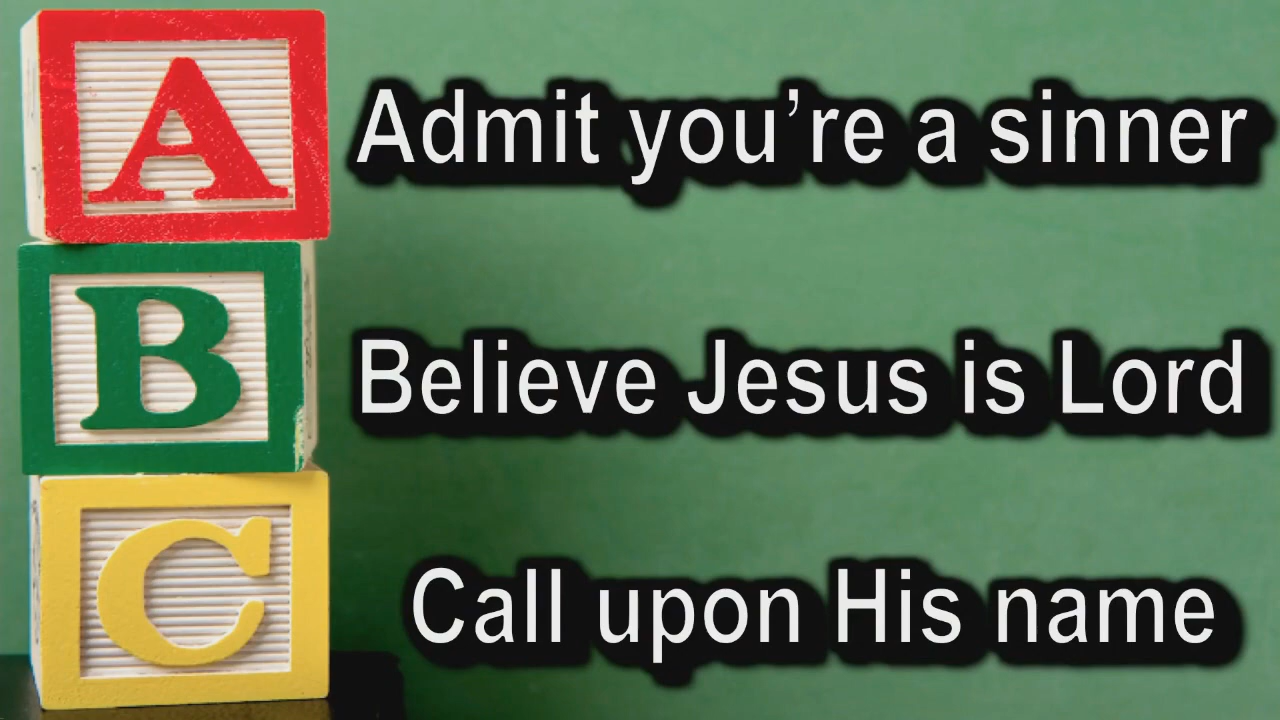 A
Admit you’re a sinner
B
Believe Jesus is Lord
C
Call upon His name